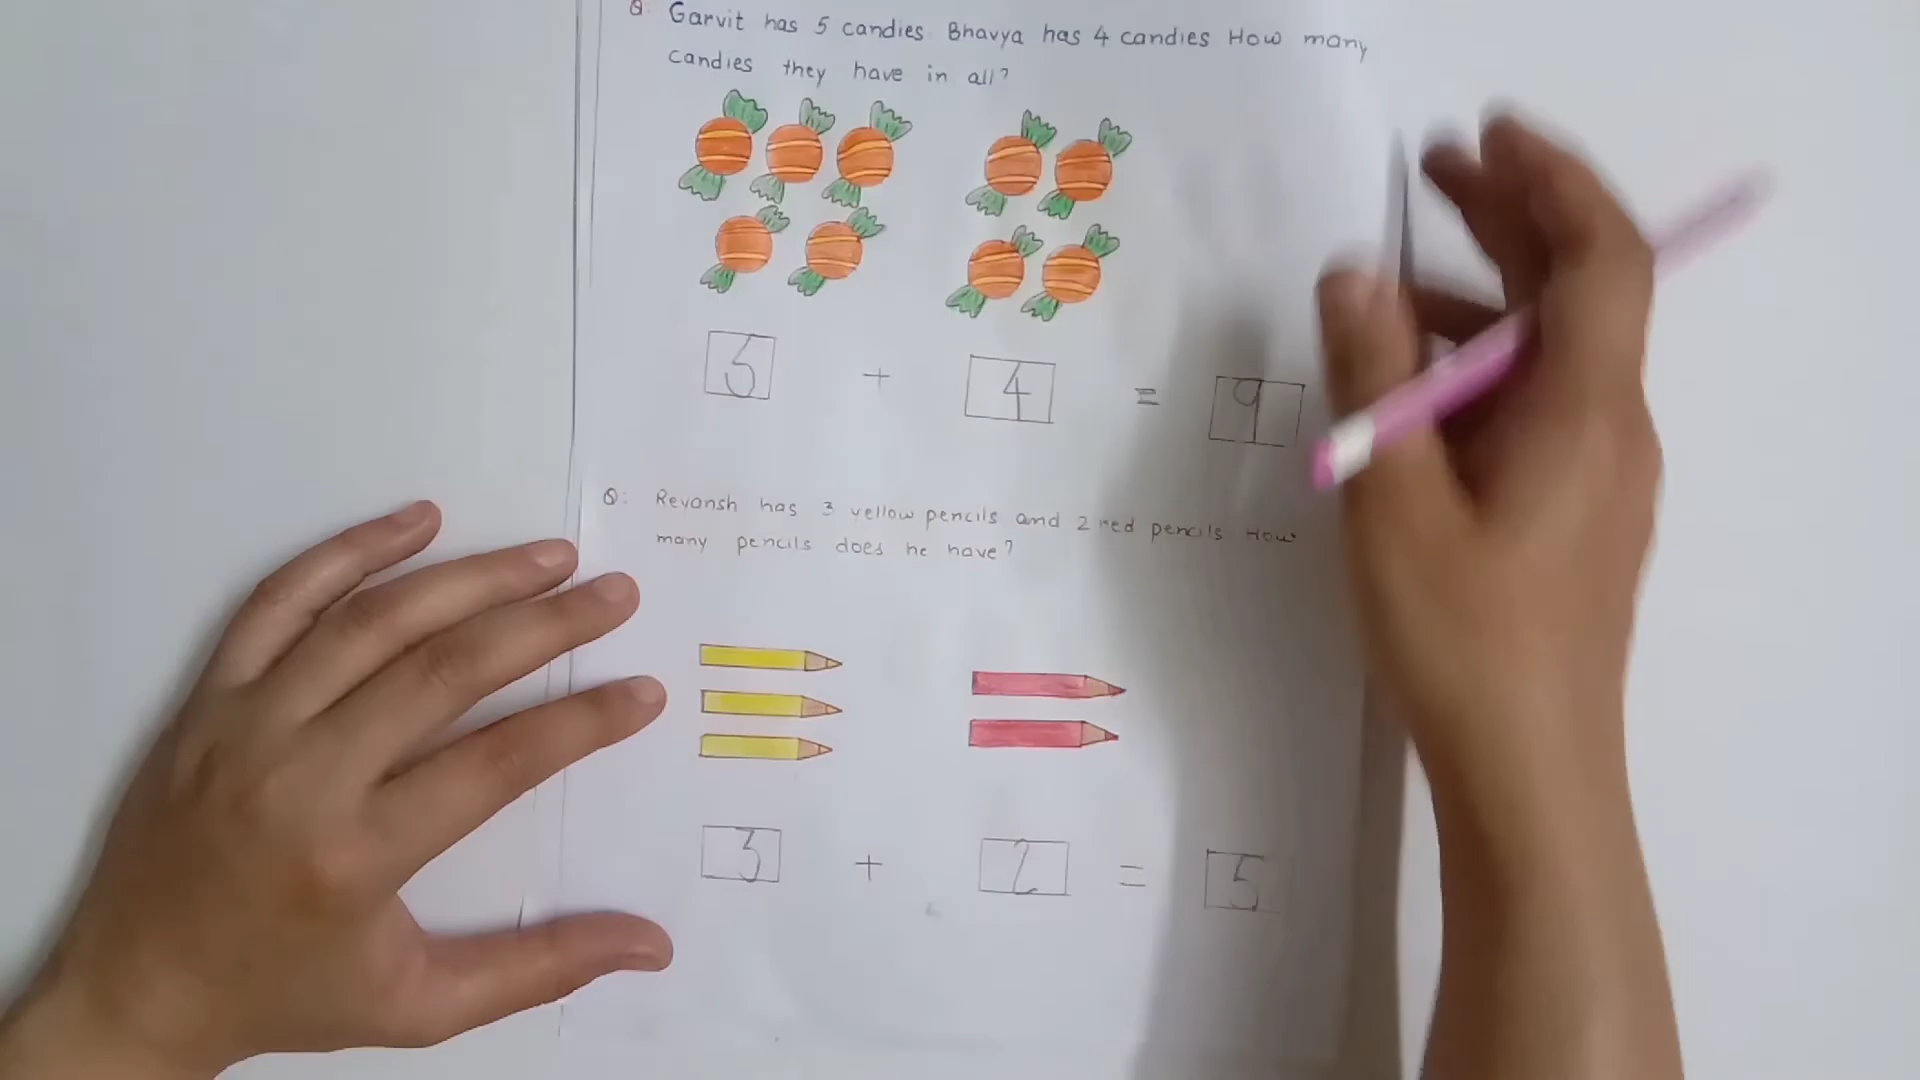 Q: Garvit has 5 candies. Bhavya has 4 candies How many
candies they have in all?
5 + 4 = 9
Q: Revansh has 3 yellow pencils and 2 red pencils How
many pencils does he have?
3 + 2 = 5